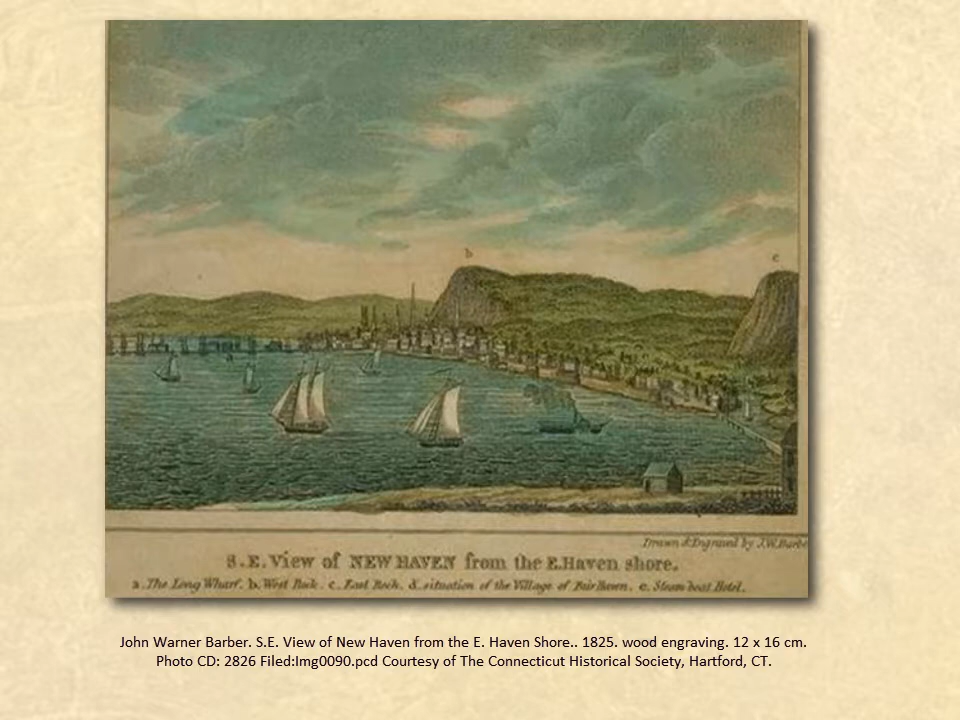 b
c
Drawn & Engraved by J.W. Barbe
S.E. View of NEW HAVEN from the E. Haven shore.
a. The Long Wharf. b. West Rock. c. East Rock. d. situation of the Village of Fair Haven. e. Steam boat Hotel.
John Warner Barber. S.E. View of New Haven from the E. Haven Shore.. 1825. wood engraving. 12 x 16 cm.
Photo CD: 2826 Filed:Img0090.pcd Courtesy of The Connecticut Historical Society, Hartford, CT.